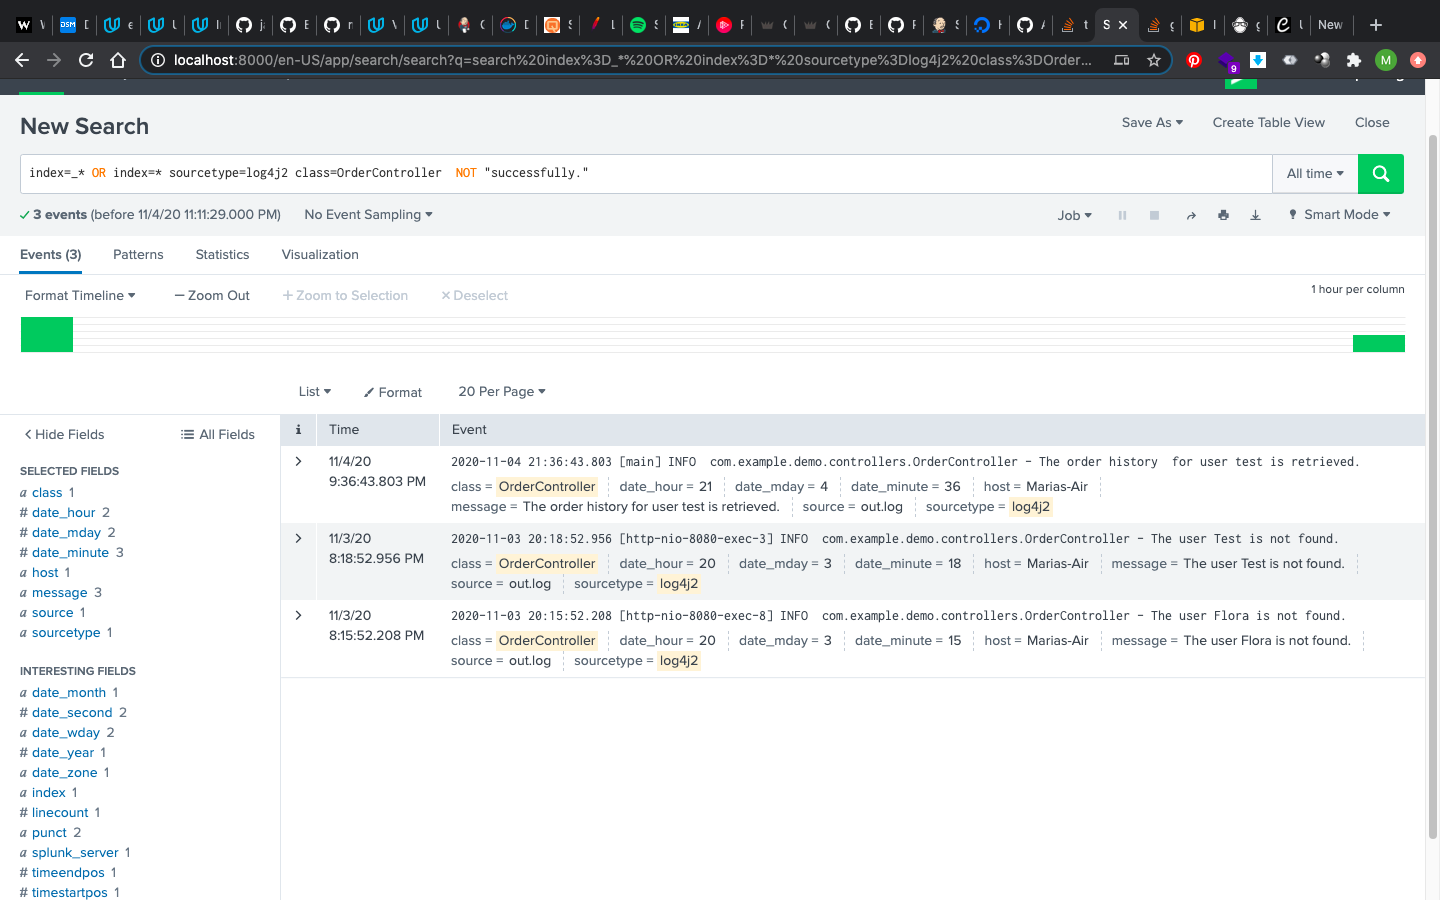 localhost:8000/en-US/app/search/search?q=search%20index%3D_*%20OR%20index%3D*%20sourcetype%3Dlog4j2%20class%3DOrder...
9
M
New Search
Save As
Create Table View
Close
index=_* OR index=* sourcetype=log4j2 class=OrderController  NOT "successfully."
All time
3 events (before 11/4/20 11:11:29.000 PM)
No Event Sampling
Job
Smart Mode
Events (3)
Patterns
Statistics
Visualization
Format Timeline
— Zoom Out
+ Zoom to Selection
× Deselect
1 hour per column
List
Format
20 Per Page
< Hide Fields
All Fields
i
Time
Event
SELECTED FIELDS
a class 1
# date_hour 2
# date_mday 2
# date_minute 3
a host 1
a message 3
a source 1
a sourcetype 1
INTERESTING FIELDS
a date_month 1
# date_second 2
a date_wday 2
# date_year 1
a date_zone 1
a index 1
# linecount 1
a punct 2
a splunk_server 1
# timeendpos 1
# timestartpos 1
> 11/4/20
9:36:43.803 PM
2020-11-04 21:36:43.803 [main] INFO  com.example.demo.controllers.OrderController - The order history  for user test is retrieved.
class = OrderController date_hour = 21 date_mday = 4 date_minute = 36 host = Marias-Air
message = The order history for user test is retrieved. source = out.log sourcetype = log4j2
> 11/3/20
8:18:52.956 PM
2020-11-03 20:18:52.956 [http-nio-8080-exec-3] INFO  com.example.demo.controllers.OrderController - The user Test is not found.
class = OrderController date_hour = 20 date_mday = 3 date_minute = 18 host = Marias-Air message = The user Test is not found.
source = out.log sourcetype = log4j2
> 11/3/20
8:15:52.208 PM
2020-11-03 20:15:52.208 [http-nio-8080-exec-8] INFO  com.example.demo.controllers.OrderController - The user Flora is not found.
class = OrderController date_hour = 20 date_mday = 3 date_minute = 15 host = Marias-Air message = The user Flora is not found.
source = out.log sourcetype = log4j2